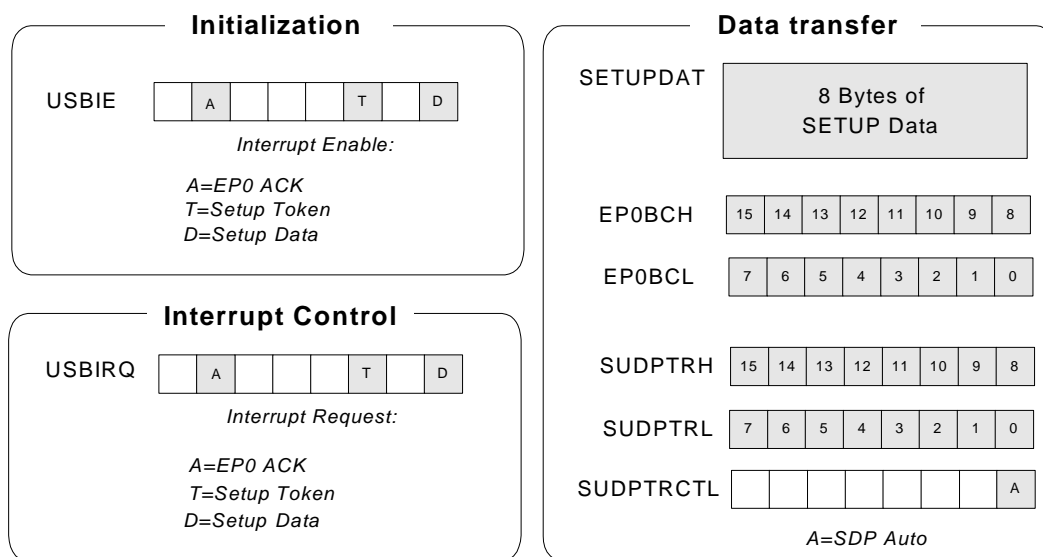 Initialization
USBIE A T D
Interrupt Enable:
A=EP0 ACK
T=Setup Token
D=Setup Data
Interrupt Control
USBIRQ A T D
Interrupt Request:
A=EP0 ACK
T=Setup Token
D=Setup Data
Data transfer
SETUPDAT
8 Bytes of
SETUP Data
EP0BCH 15 14 13 12 11 10 9 8
EP0BCL 7 6 5 4 3 2 1 0
SUDPTRH 15 14 13 12 11 10 9 8
SUDPTRL 7 6 5 4 3 2 1 0
SUDPTRCTL A
A=SDP Auto